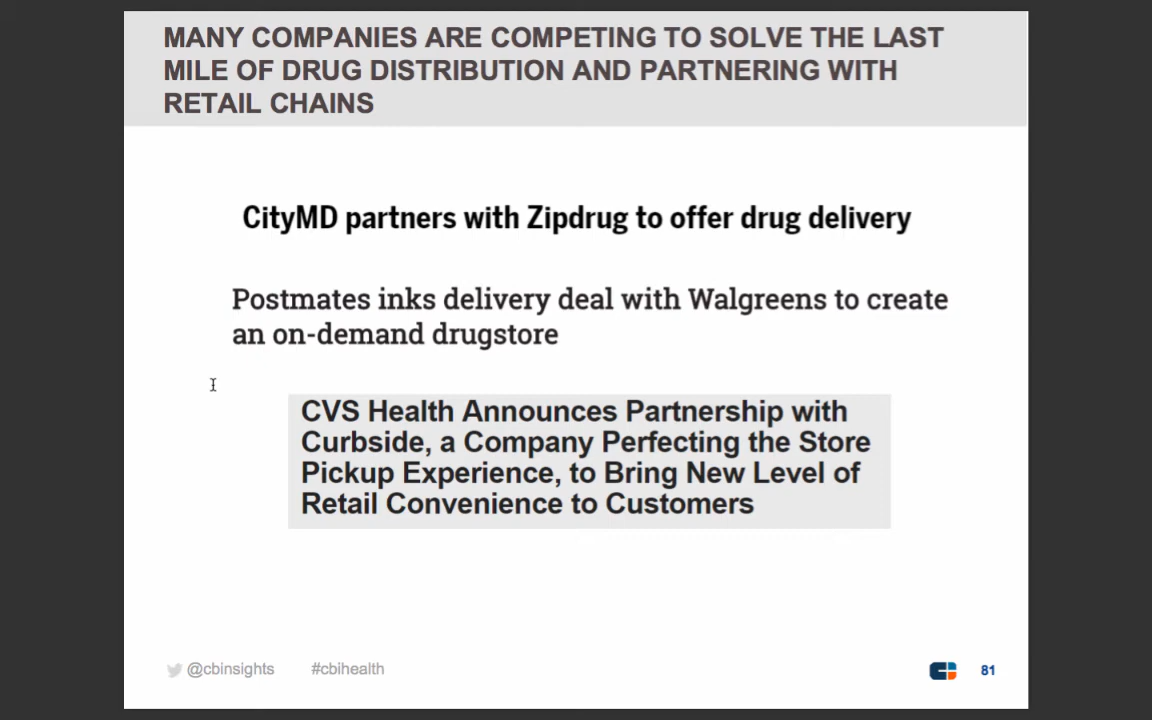 MANY COMPANIES ARE COMPETING TO SOLVE THE LAST
MILE OF DRUG DISTRIBUTION AND PARTNERING WITH
RETAIL CHAINS
CityMD partners with Zipdrug to offer drug delivery
Postmates inks delivery deal with Walgreens to create
an on-demand drugstore
CVS Health Announces Partnership with
Curbside, a Company Perfecting the Store
Pickup Experience, to Bring New Level of
Retail Convenience to Customers
@cbinsights #cbihealth 81